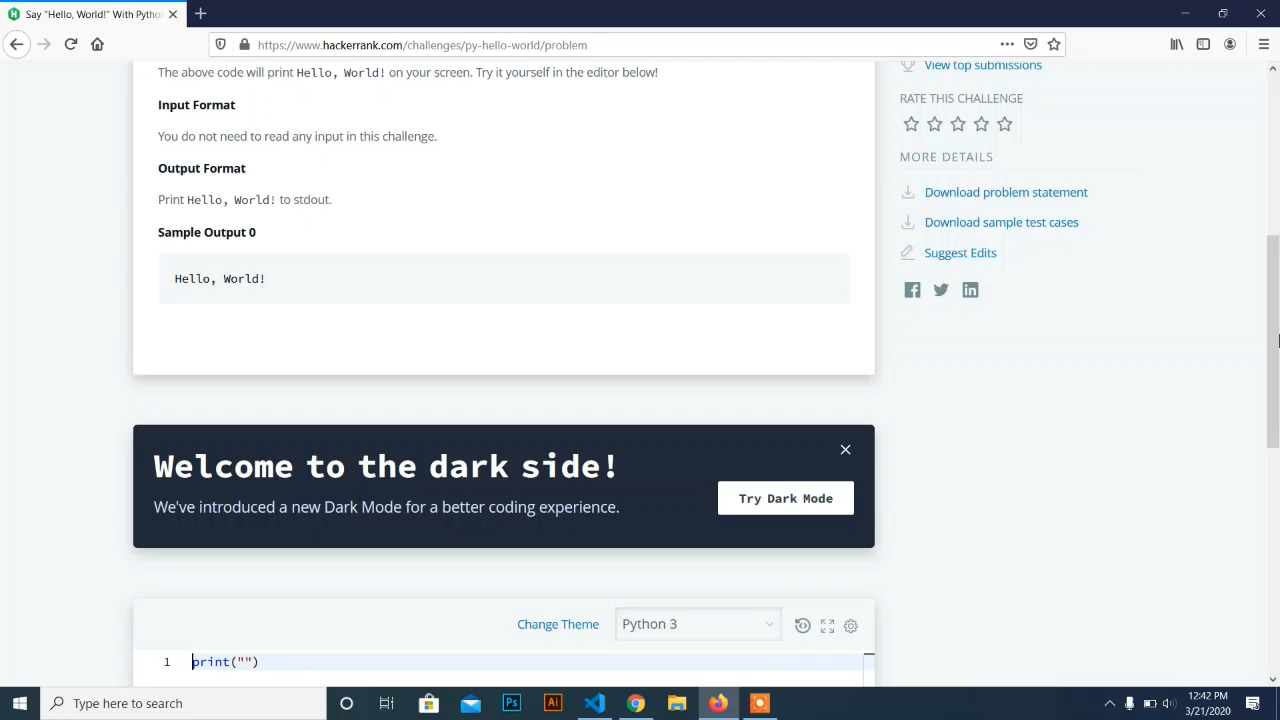 Say "Hello, World!" With Pytho
https://www.hackerrank.com/challenges/py-hello-world/problem
The above code will print Hello, World! on your screen. Try it yourself in the editor below!
Input Format
You do not need to read any input in this challenge.
Output Format
Print Hello, World! to stdout.
Sample Output 0
Hello, World!
View top submissions
RATE THIS CHALLENGE
MORE DETAILS
Download problem statement
Download sample test cases
Suggest Edits
Welcome to the dark side!
We've introduced a new Dark Mode for a better coding experience.
Try Dark Mode
Change Theme
Python 3
1 print("")
Type here to search
Ps
Ai
12:42 PM
3/21/2020